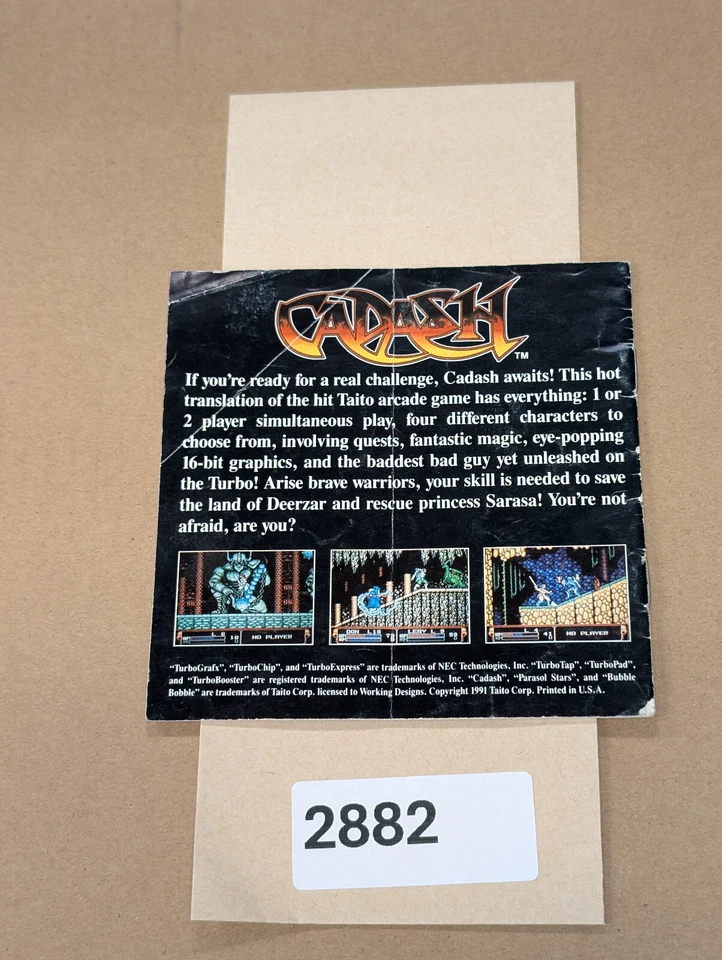 CADASH
TM
If you're ready for a real challenge, Cadash awaits! This hot
translation of the hit Taito arcade game has everything: 1 or
2 player simultaneous play, four different characters to
choose from, involving quests, fantastic magic, eye-popping
16-bit graphics, and the baddest bad guy yet unleashed on
the Turbo! Arise brave warriors, your skill is needed to save
the land of Deerzar and rescue princess Sarasa! You're not
afraid, are you?
NO PLAYER
NO PLAYER
"TurboGrafx", "TurboChip", and "TurboExpress" are trademarks of NEC Technologies, Inc. "TurboTap", "TurboPad",
and "TurboBooster" are registered trademarks of NEC Technologies, Inc. "Cadash", "Parasol Stars", and "Bubble
Bobble" are trademarks of Taito Corp. licensed to Working Designs. Copyright 1991 Taito Corp. Printed in U.S.A.
2882